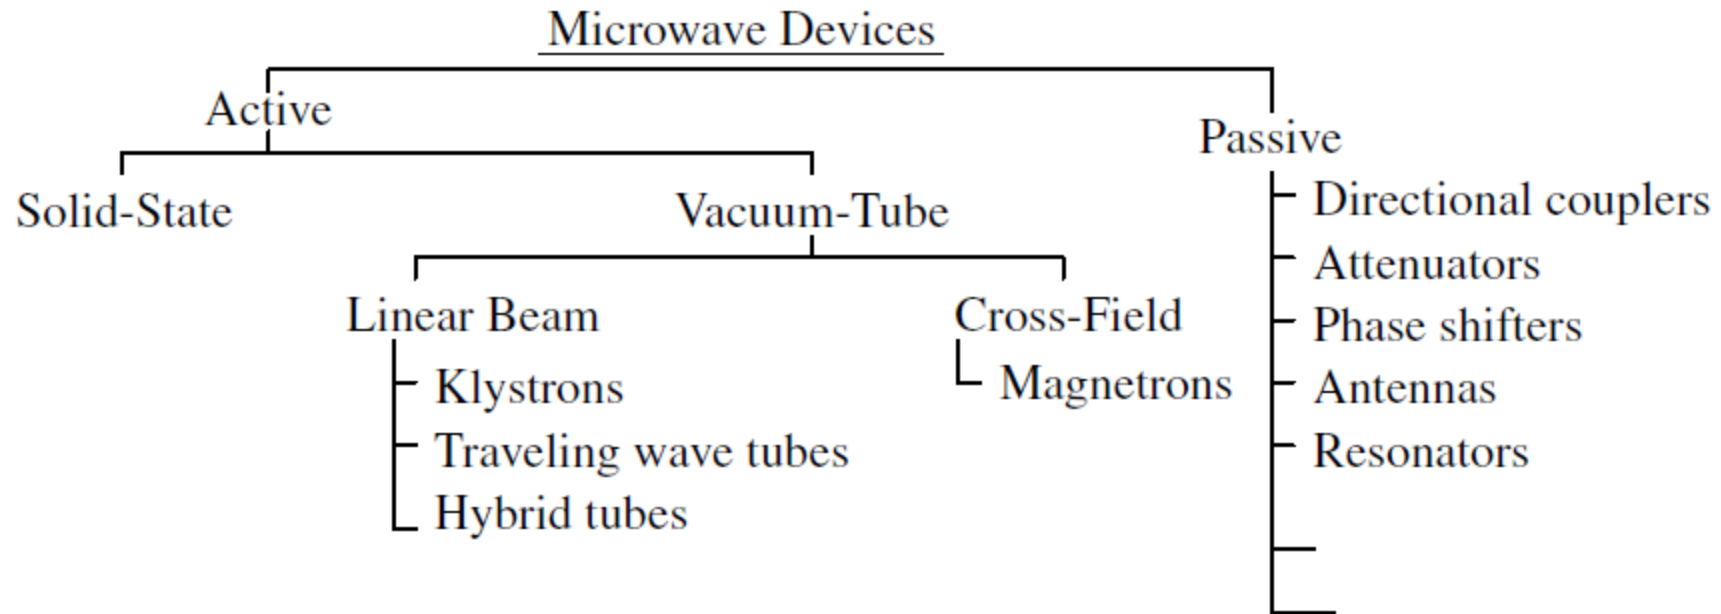 Microwave Devices
Active
Passive
Solid-State
Vacuum-Tube
Linear Beam
Klystrons
Traveling wave tubes
Hybrid tubes
Cross-Field
Magnetrons
Directional couplers
Attenuators
Phase shifters
Antennas
Resonators